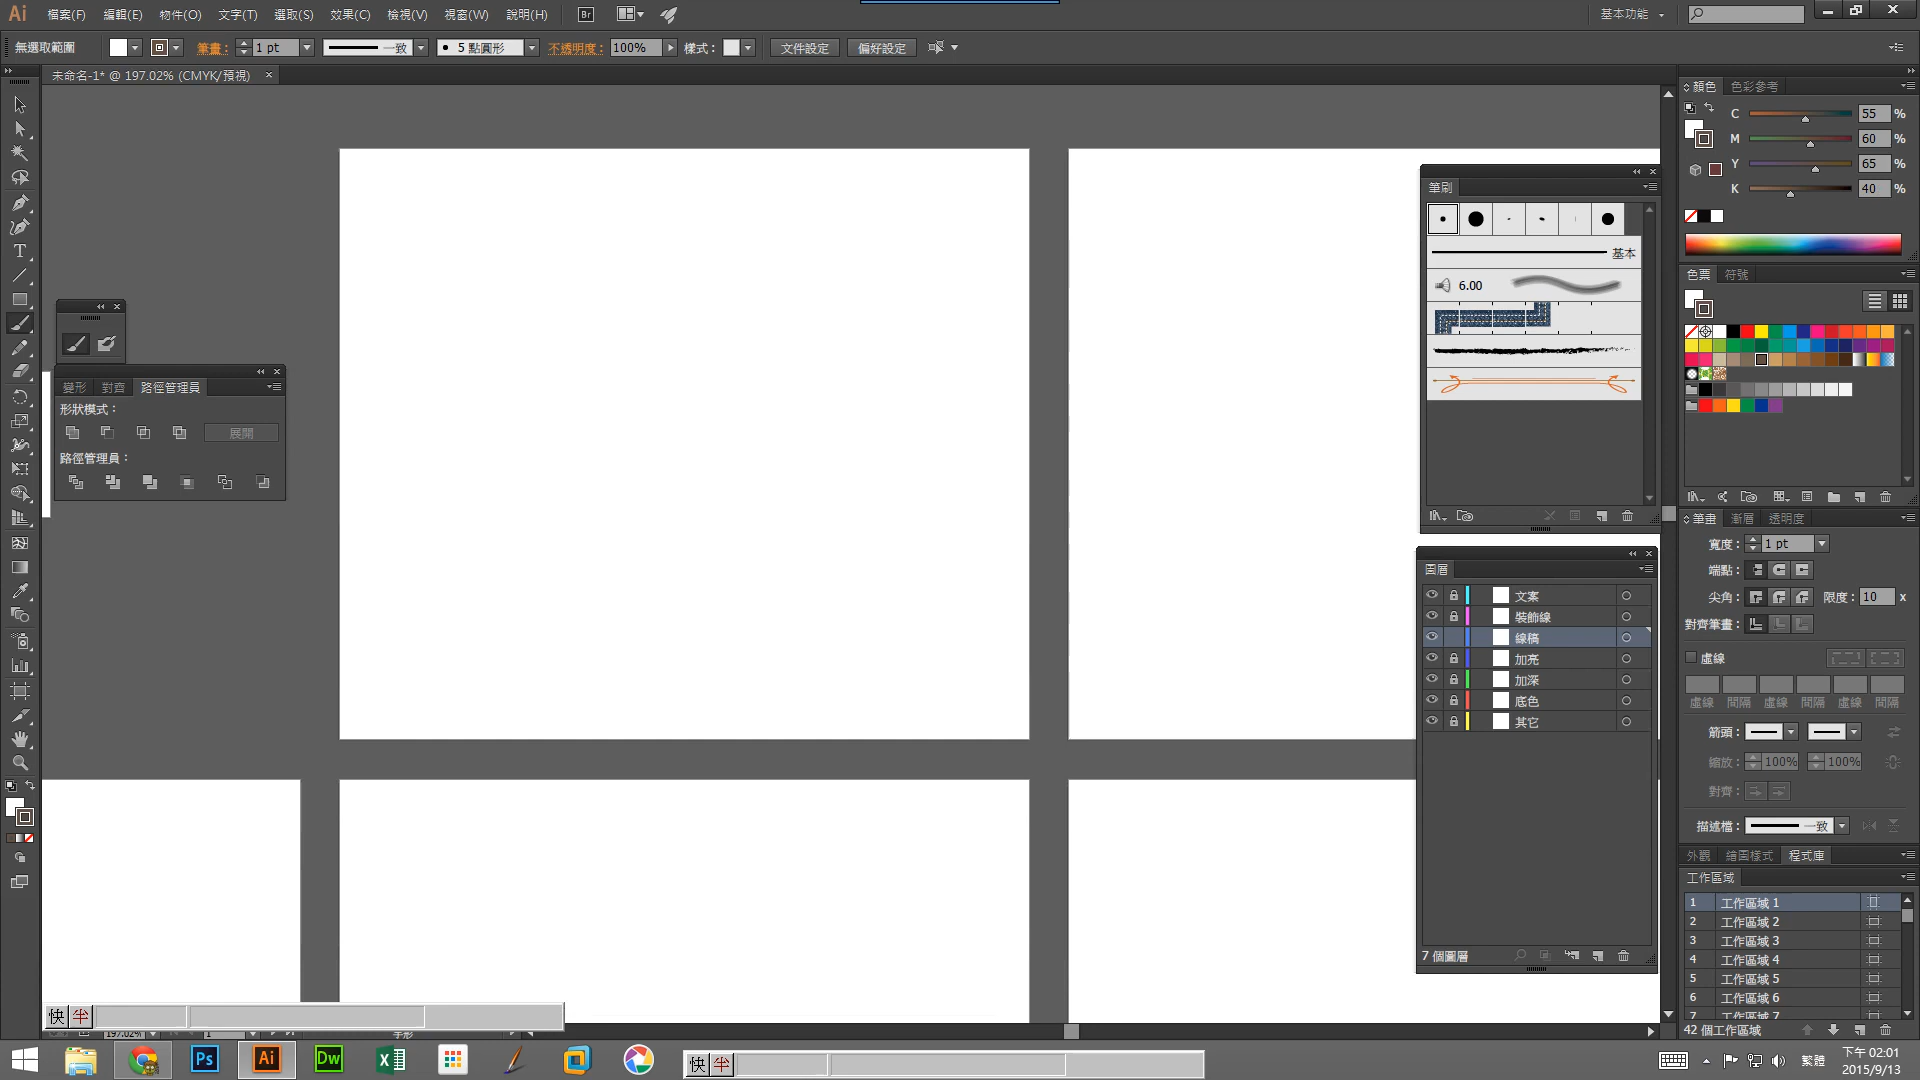 Ai 檔案(F) 編輯(E) 物件(O) 文字(T) 選取(S) 效果(C) 檢視(V) 視窗(W) 說明(H) Br 基本功能
無選取範圍 筆畫： 1 pt 一致 5 點圓形 不透明度： 100% 樣式： 文件設定 偏好設定
未命名-1* @ 197.02% (CMYK/預視)
變形 對齊 路徑管理員
形狀模式：
展開
路徑管理員：
筆刷
基本
6.00
圖層
文案
裝飾線
線稿
加亮
加深
底色
其它
7 個圖層
顏色 色彩參考
C 55 %
M 60 %
Y 65 %
K 40 %
色票 符號
筆畫 漸層 透明度
寬度： 1 pt
端點：
尖角： 限度： 10 x
對齊筆畫：
虛線
虛線 間隔 虛線 間隔 虛線 間隔
箭頭：
縮放： 100% 100%
對齊：
描述檔： 一致
外觀 繪圖樣式 程式庫
工作區域
1 工作區域 1
2 工作區域 2
3 工作區域 3
4 工作區域 4
5 工作區域 5
6 工作區域 6
7 工作區域 7
42 個工作區域
快 半
197.02% 1
Ps Ai Dw 快 半 繁體
下午 02:01
2015/9/13